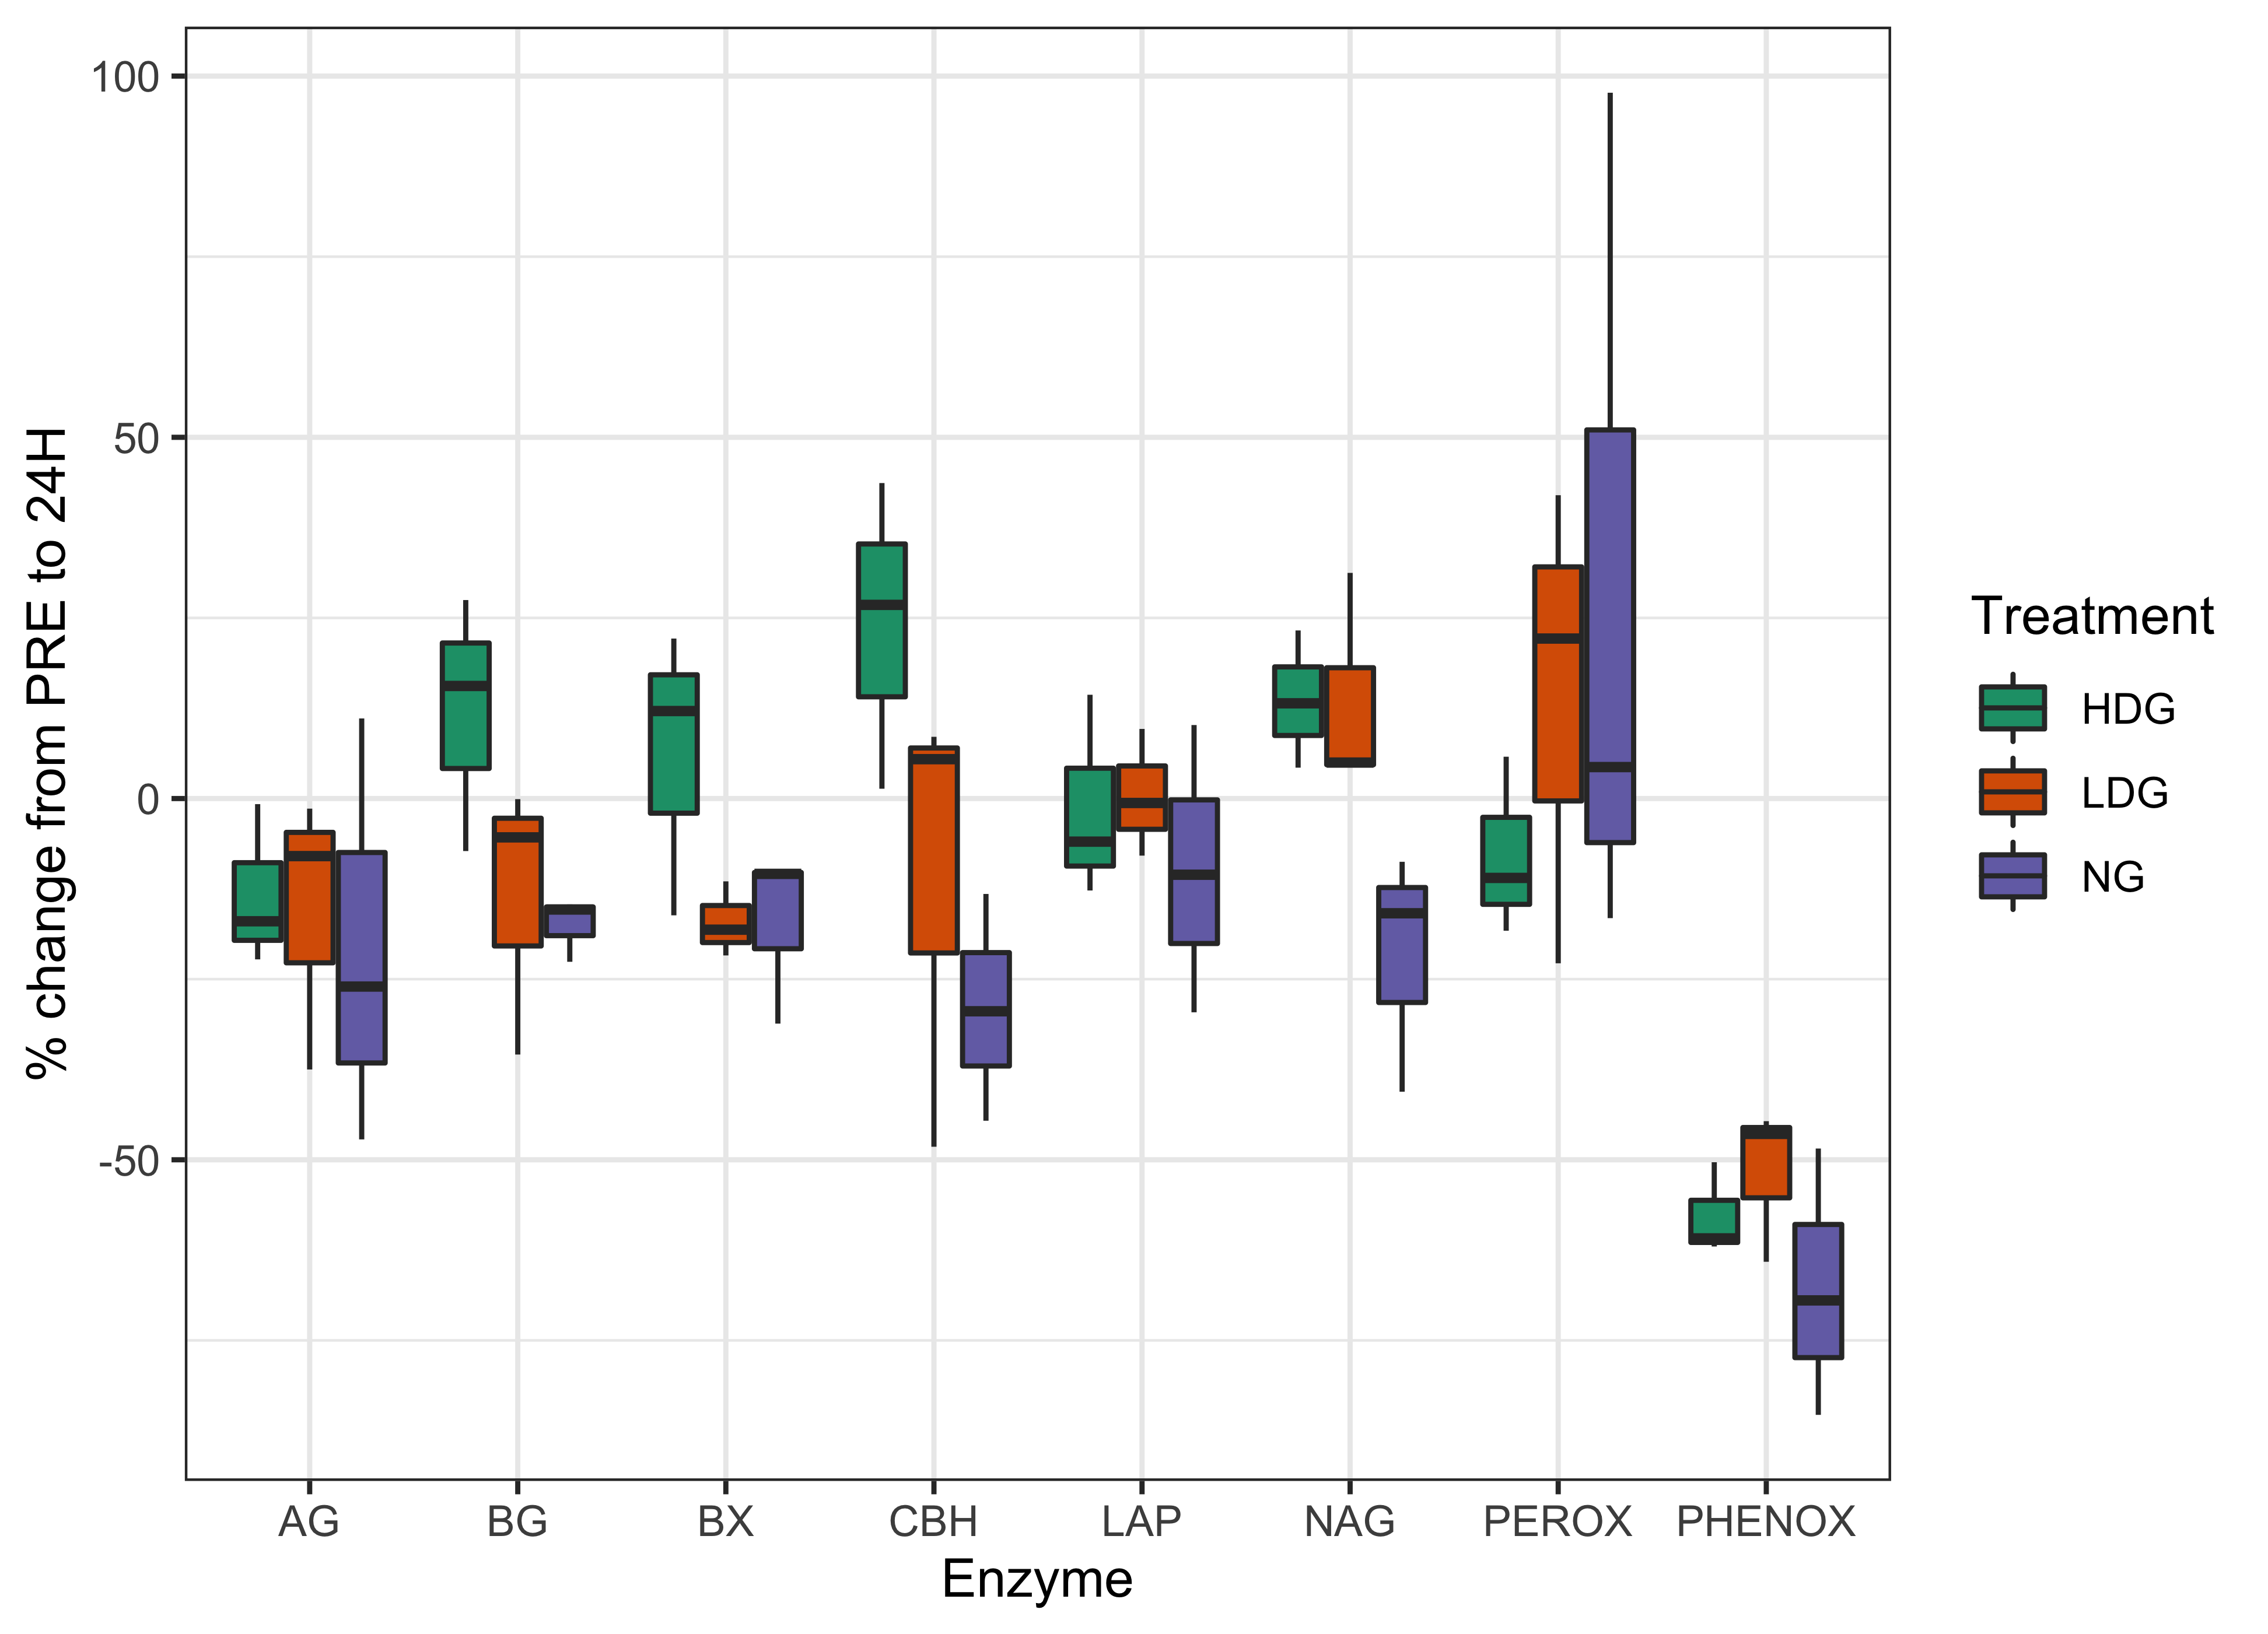 % change from PRE to 24H
100
50
0
-50
AG BG BX CBH LAP NAG PEROX PHENOX
Enzyme
Treatment
HDG
LDG
NG